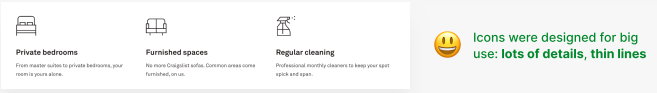 Private bedrooms
From master suites to private bedrooms, your
room is yours alone.
Furnished spaces
No more Craigslist sofas. Common areas come
furnished, on us.
Regular cleaning
Professional monthly cleaners to keep your spot
spick and span.
Icons were designed for big
use: lots of details, thin lines